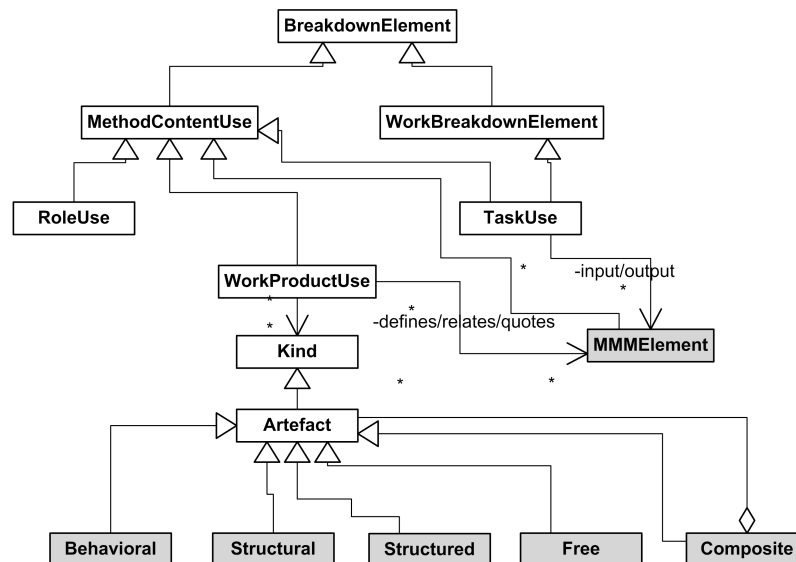 BreakdownElement
MethodContentUse
WorkBreakdownElement
RoleUse
TaskUse
WorkProductUse
*
-input/output
*
*
*
-defines/relates/quotes
*
Kind
MMMElement
*
*
Artefact
Behavioral
Structural
Structured
Free
Composite